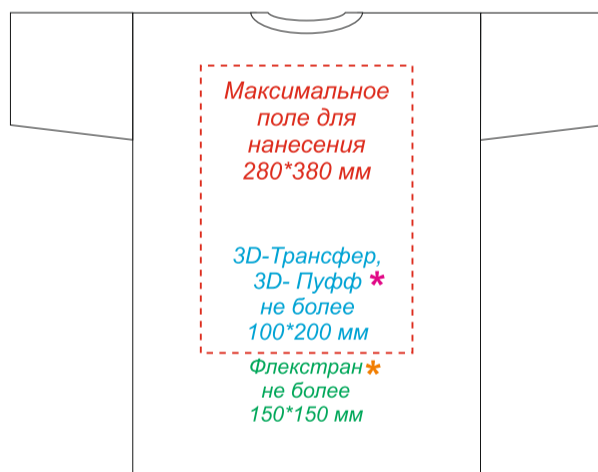 Максимальное
поле для
нанесения
280*380 мм
3D-Трансфер,
3D- Пуфф *
не более
100*200 мм
Флекстран *
не более
150*150 мм